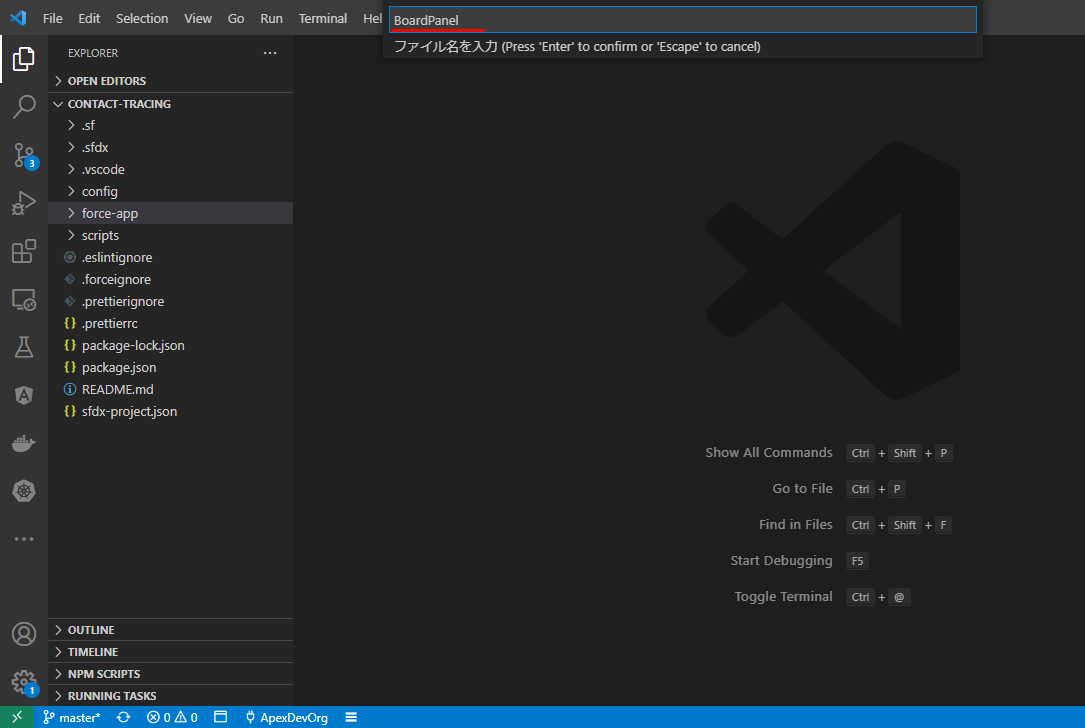 File Edit Selection View Go Run Terminal Hel
BoardPanel
ファイル名を入力 (Press 'Enter' to confirm or 'Escape' to cancel)
EXPLORER
OPEN EDITORS
CONTACT-TRACING
.sf
.sfdx
.vscode
config
force-app
scripts
.eslintignore
.forceignore
.prettierignore
.prettierrc
package-lock.json
package.json
README.md
sfdx-project.json
3
Show All Commands Ctrl + Shift + P
Go to File Ctrl + P
Find in Files Ctrl + Shift + F
Start Debugging F5
Toggle Terminal Ctrl + @
OUTLINE
TIMELINE
NPM SCRIPTS
RUNNING TASKS
1
master* 0 0 ApexDevOrg